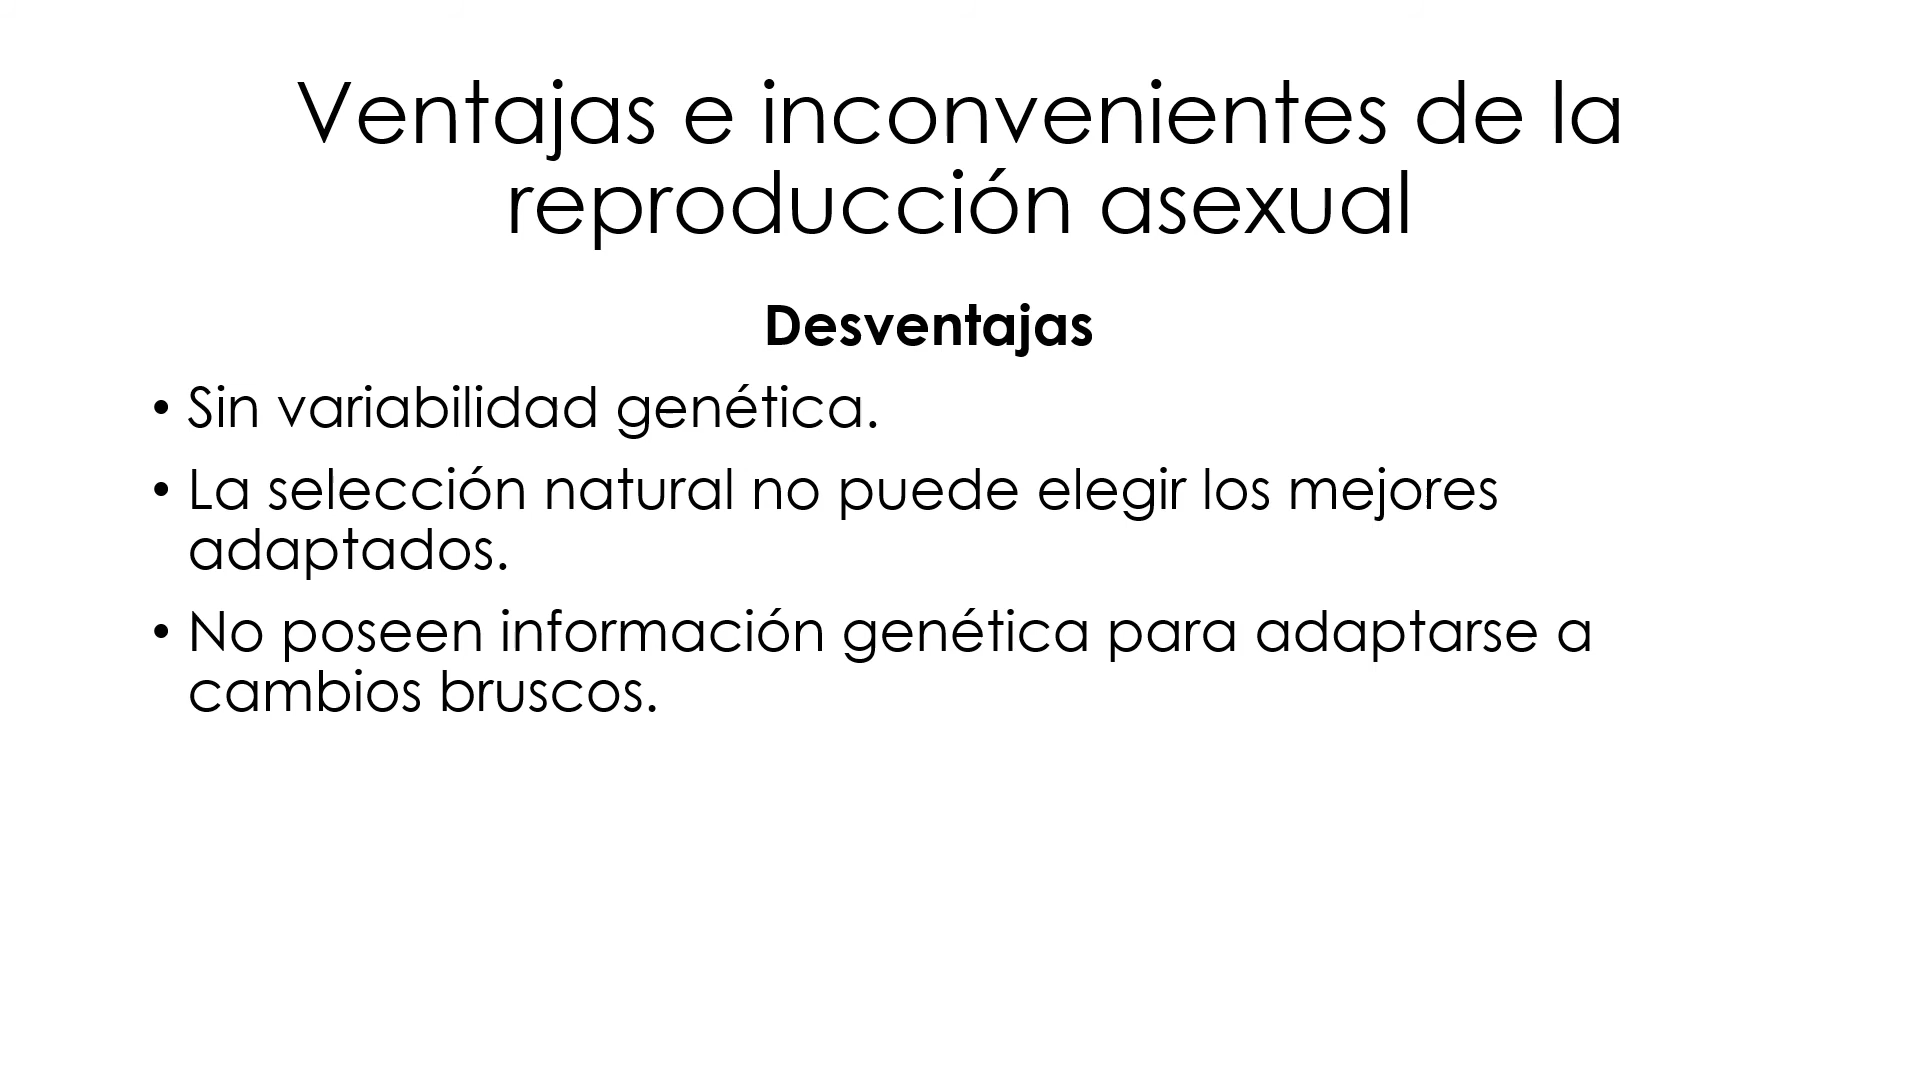 Ventajas e inconvenientes de la
reproducción asexual
Desventajas
• Sin variabilidad genética.
• La selección natural no puede elegir los mejores
adaptados.
• No poseen información genética para adaptarse a
cambios bruscos.